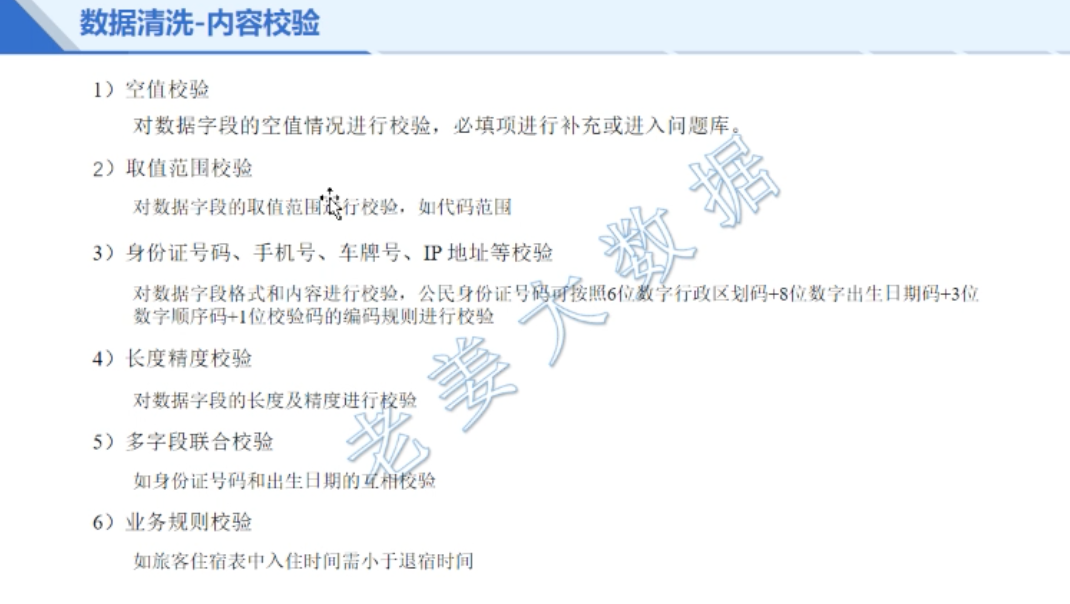 数据清洗-内容校验
1）空值校验
对数据字段的空值情况进行校验，必填项进行补充或进入问题库。
2）取值范围校验
对数据字段的取值范围进行校验，如代码范围
3）身份证号码、手机号、车牌号、IP 地址等校验
对数据字段格式和内容进行校验，公民身份证号码可按照6位数字行政区划码+8位数字出生日期码+3位
数字顺序码+1位校验码的编码规则进行校验
4）长度精度校验
对数据字段的长度及精度进行校验
5）多字段联合校验
如身份证号码和出生日期的互相校验
6）业务规则校验
如旅客住宿表中入住时间需小于退宿时间
老姜大数据